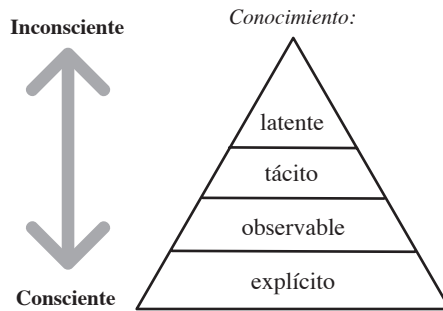 Conocimiento:
Inconsciente
latente
tácito
observable
explícito
Consciente